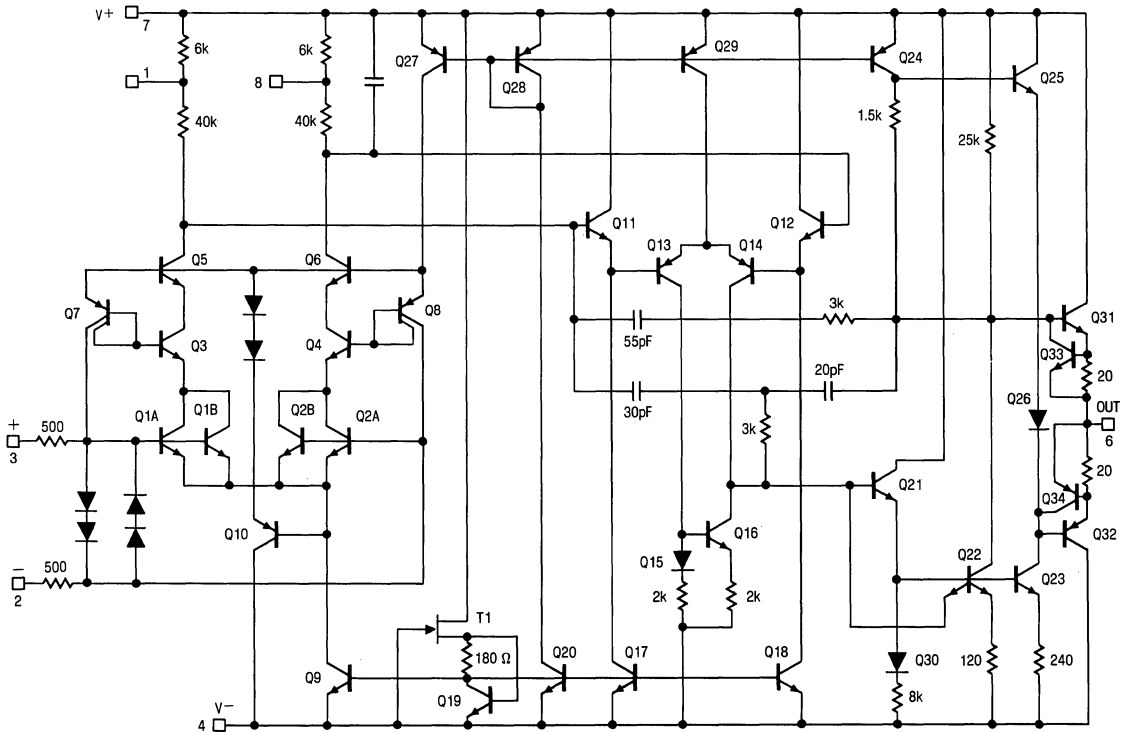 V+
7
6k
1
40k
6k
8
40k
Q27
Q28
Q29
Q24
Q25
1.5k
25k
Q11
Q12
Q13
Q14
Q5
Q6
Q7
Q8
Q3
Q4
3k
55pF
20pF
30pF
Q31
Q33
20
Q1A
Q1B
Q2B
Q2A
+
500
3
3k
Q26
OUT
6
20
Q34
Q21
Q10
Q15
Q16
Q22
Q23
Q32
−
500
2
2k
2k
T1
180 Ω
Q9
Q19
Q20
Q17
Q18
Q30
8k
120
240
V−
4